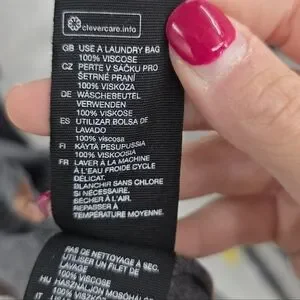 clevercare.info
GB USE A LAUNDRY BAG
100% VISCOSE
CZ PERTE V SÁČKU PRO
ŠETRNÉ PRANÍ
100% VISKÓZA
DE WÄSCHEBEUTEL
VERWENDEN
100% VISKOSE
ES UTILIZAR BOLSA DE
LAVADO
100% viscosa
FI KÄYTÄ PESUPUSSIA
100% VISKOOSIA
FR LAVER À LA MACHINE
À L'EAU FROIDE CYCLE
DÉLICAT.
BLANCHIR SANS CHLORE
SI NÉCESSAIRE.
SÉCHER À L'AIR.
REPASSER À
TEMPÉRATURE MOYENNE.
PAS DE NETTOYAGE À SEC.
UTILISER UN FILET DE
LAVAGE
100% VISCOSE
HU HASZNÁLJON MOSÓHÁLÓT
100%
IT